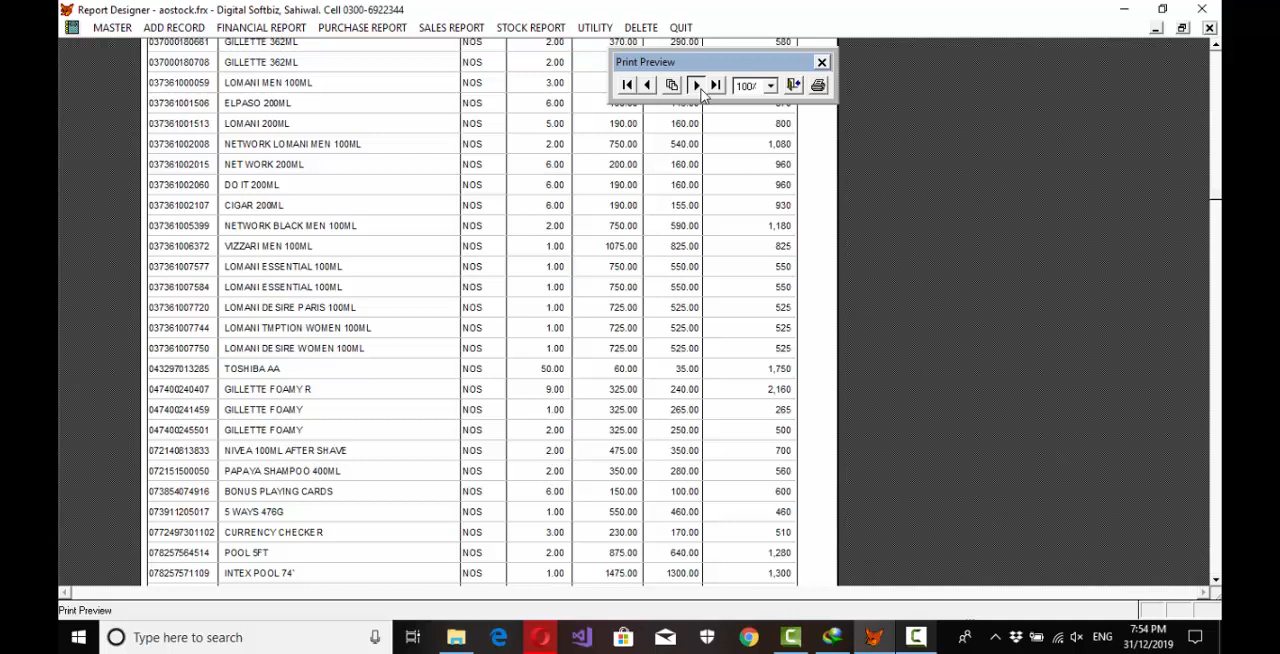 Report Designer - aostock.frx - Digital Softbiz, Sahiwal. Cell 0300-6922344
MASTER ADD RECORD FINANCIAL REPORT PURCHASE REPORT SALES REPORT STOCK REPORT UTILITY DELETE QUIT
037000180661 GILLETTE 362ML NOS 2.00 370.00 290.00 580
Print Preview
037000180708 GILLETTE 362ML NOS 2.00
037361000059 LOMANI MEN 100ML NOS 3.00
100%
037361001506 ELPASO 200ML NOS 6.00
037361001513 LOMANI 200ML NOS 5.00 190.00 160.00 800
037361002008 NETWORK LOMANI MEN 100ML NOS 2.00 750.00 540.00 1,080
037361002015 NET WORK 200ML NOS 6.00 200.00 160.00 960
037361002060 DO IT 200ML NOS 6.00 190.00 160.00 960
037361002107 CIGAR 200ML NOS 6.00 190.00 155.00 930
037361005399 NETWORK BLACK MEN 100ML NOS 2.00 750.00 590.00 1,180
037361006372 VIZZARI MEN 100ML NOS 1.00 1075.00 825.00 825
037361007577 LOMANI ESSENTIAL 100ML NOS 1.00 750.00 550.00 550
037361007584 LOMANI ESSENTIAL 100ML NOS 1.00 750.00 550.00 550
037361007720 LOMANI DESIRE PARIS 100ML NOS 1.00 725.00 525.00 525
037361007744 LOMANI TMPTION WOMEN 100ML NOS 1.00 725.00 525.00 525
037361007750 LOMANI DESIRE WOMEN 100ML NOS 1.00 725.00 525.00 525
043297013285 TOSHIBA AA NOS 50.00 60.00 35.00 1,750
047400240407 GILLETTE FOAMY R NOS 9.00 325.00 240.00 2,160
047400241459 GILLETTE FOAMY NOS 1.00 325.00 265.00 265
047400245501 GILLETTE FOAMY NOS 2.00 325.00 250.00 500
072140813833 NIVEA 100ML AFTER SHAVE NOS 2.00 475.00 350.00 700
072151500050 PAPAYA SHAMPOO 400ML NOS 2.00 350.00 280.00 560
073854074916 BONUS PLAYING CARDS NOS 6.00 150.00 100.00 600
073911205017 5 WAYS 476G NOS 1.00 550.00 460.00 460
0772497301102 CURRENCY CHECKER NOS 3.00 230.00 170.00 510
078257564514 POOL 5FT NOS 2.00 875.00 640.00 1,280
078257571109 INTEX POOL 74` NOS 1.00 1475.00 1300.00 1,300
Print Preview
Type here to search
ENG
7:54 PM
31/12/2019